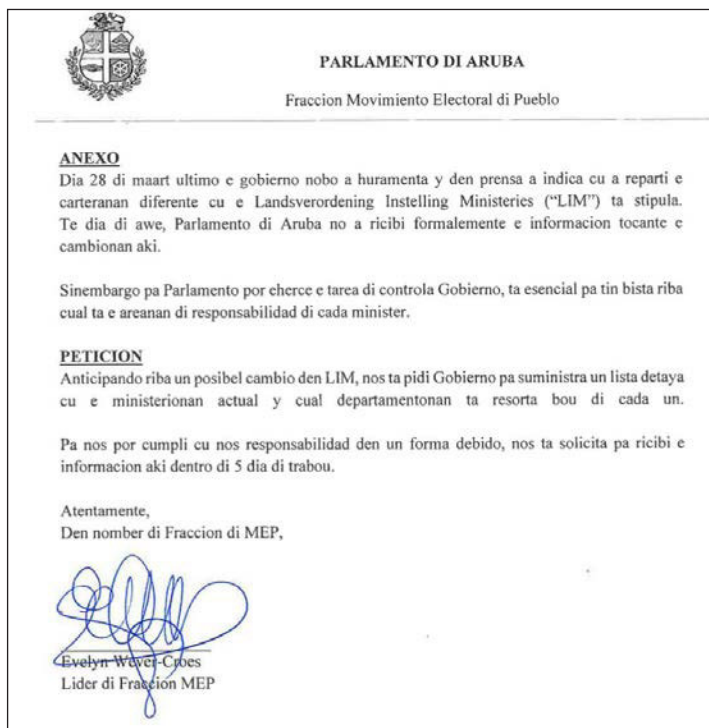 PARLAMENTO DI ARUBA
Fraccion Movimiento Electoral di Pueblo
ANEXO
Dia 28 di maart ultimo e gobierno nobo a huramenta y den prensa a indica cu a reparti e
carteranan diferente cu e Landsverordening Instelling Ministeries ("LIM") ta stipula.
Te dia di awe, Parlamento di Aruba no a ricibi formalemente e informacion tocante e
cambionan aki.
Sinembargo pa Parlamento por eherce e tarea di controla Gobierno, ta esencial pa tin bista riba
cual ta e areanan di responsabilidad di cada minister.
PETICION
Anticipando riba un posibel cambio den LIM, nos ta pidi Gobierno pa suministra un lista detaya
cu e ministerionan actual y cual departamentonan ta resorta bou di cada un.
Pa nos por cumpli cu nos responsabilidad den un forma debido, nos ta solicita pa ricibi e
informacion aki dentro di 5 dia di trabou.
Atentamente,
Den nomber di Fraccion di MEP,
Evelyn Wever-Croes
Lider di Fraccion MEP